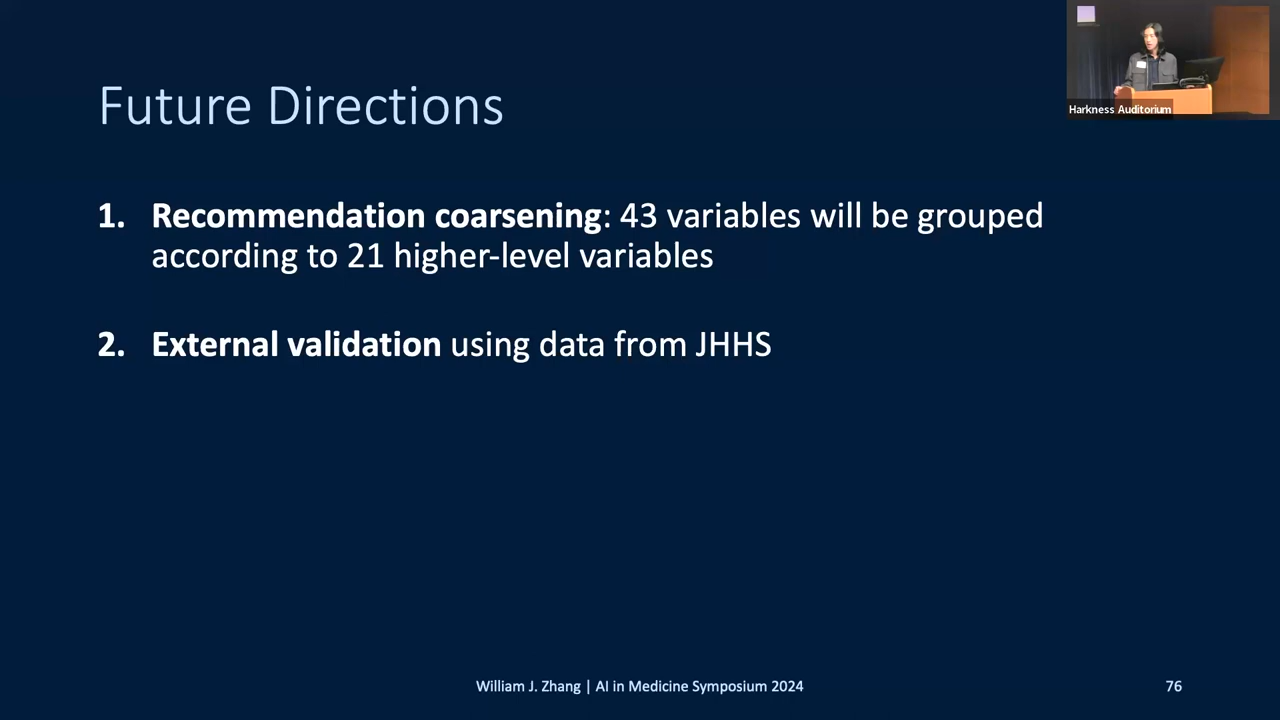 Harkness Auditorium
Future Directions
1. Recommendation coarsening: 43 variables will be grouped
according to 21 higher-level variables
2. External validation using data from JHHS
William J. Zhang | AI in Medicine Symposium 2024
76